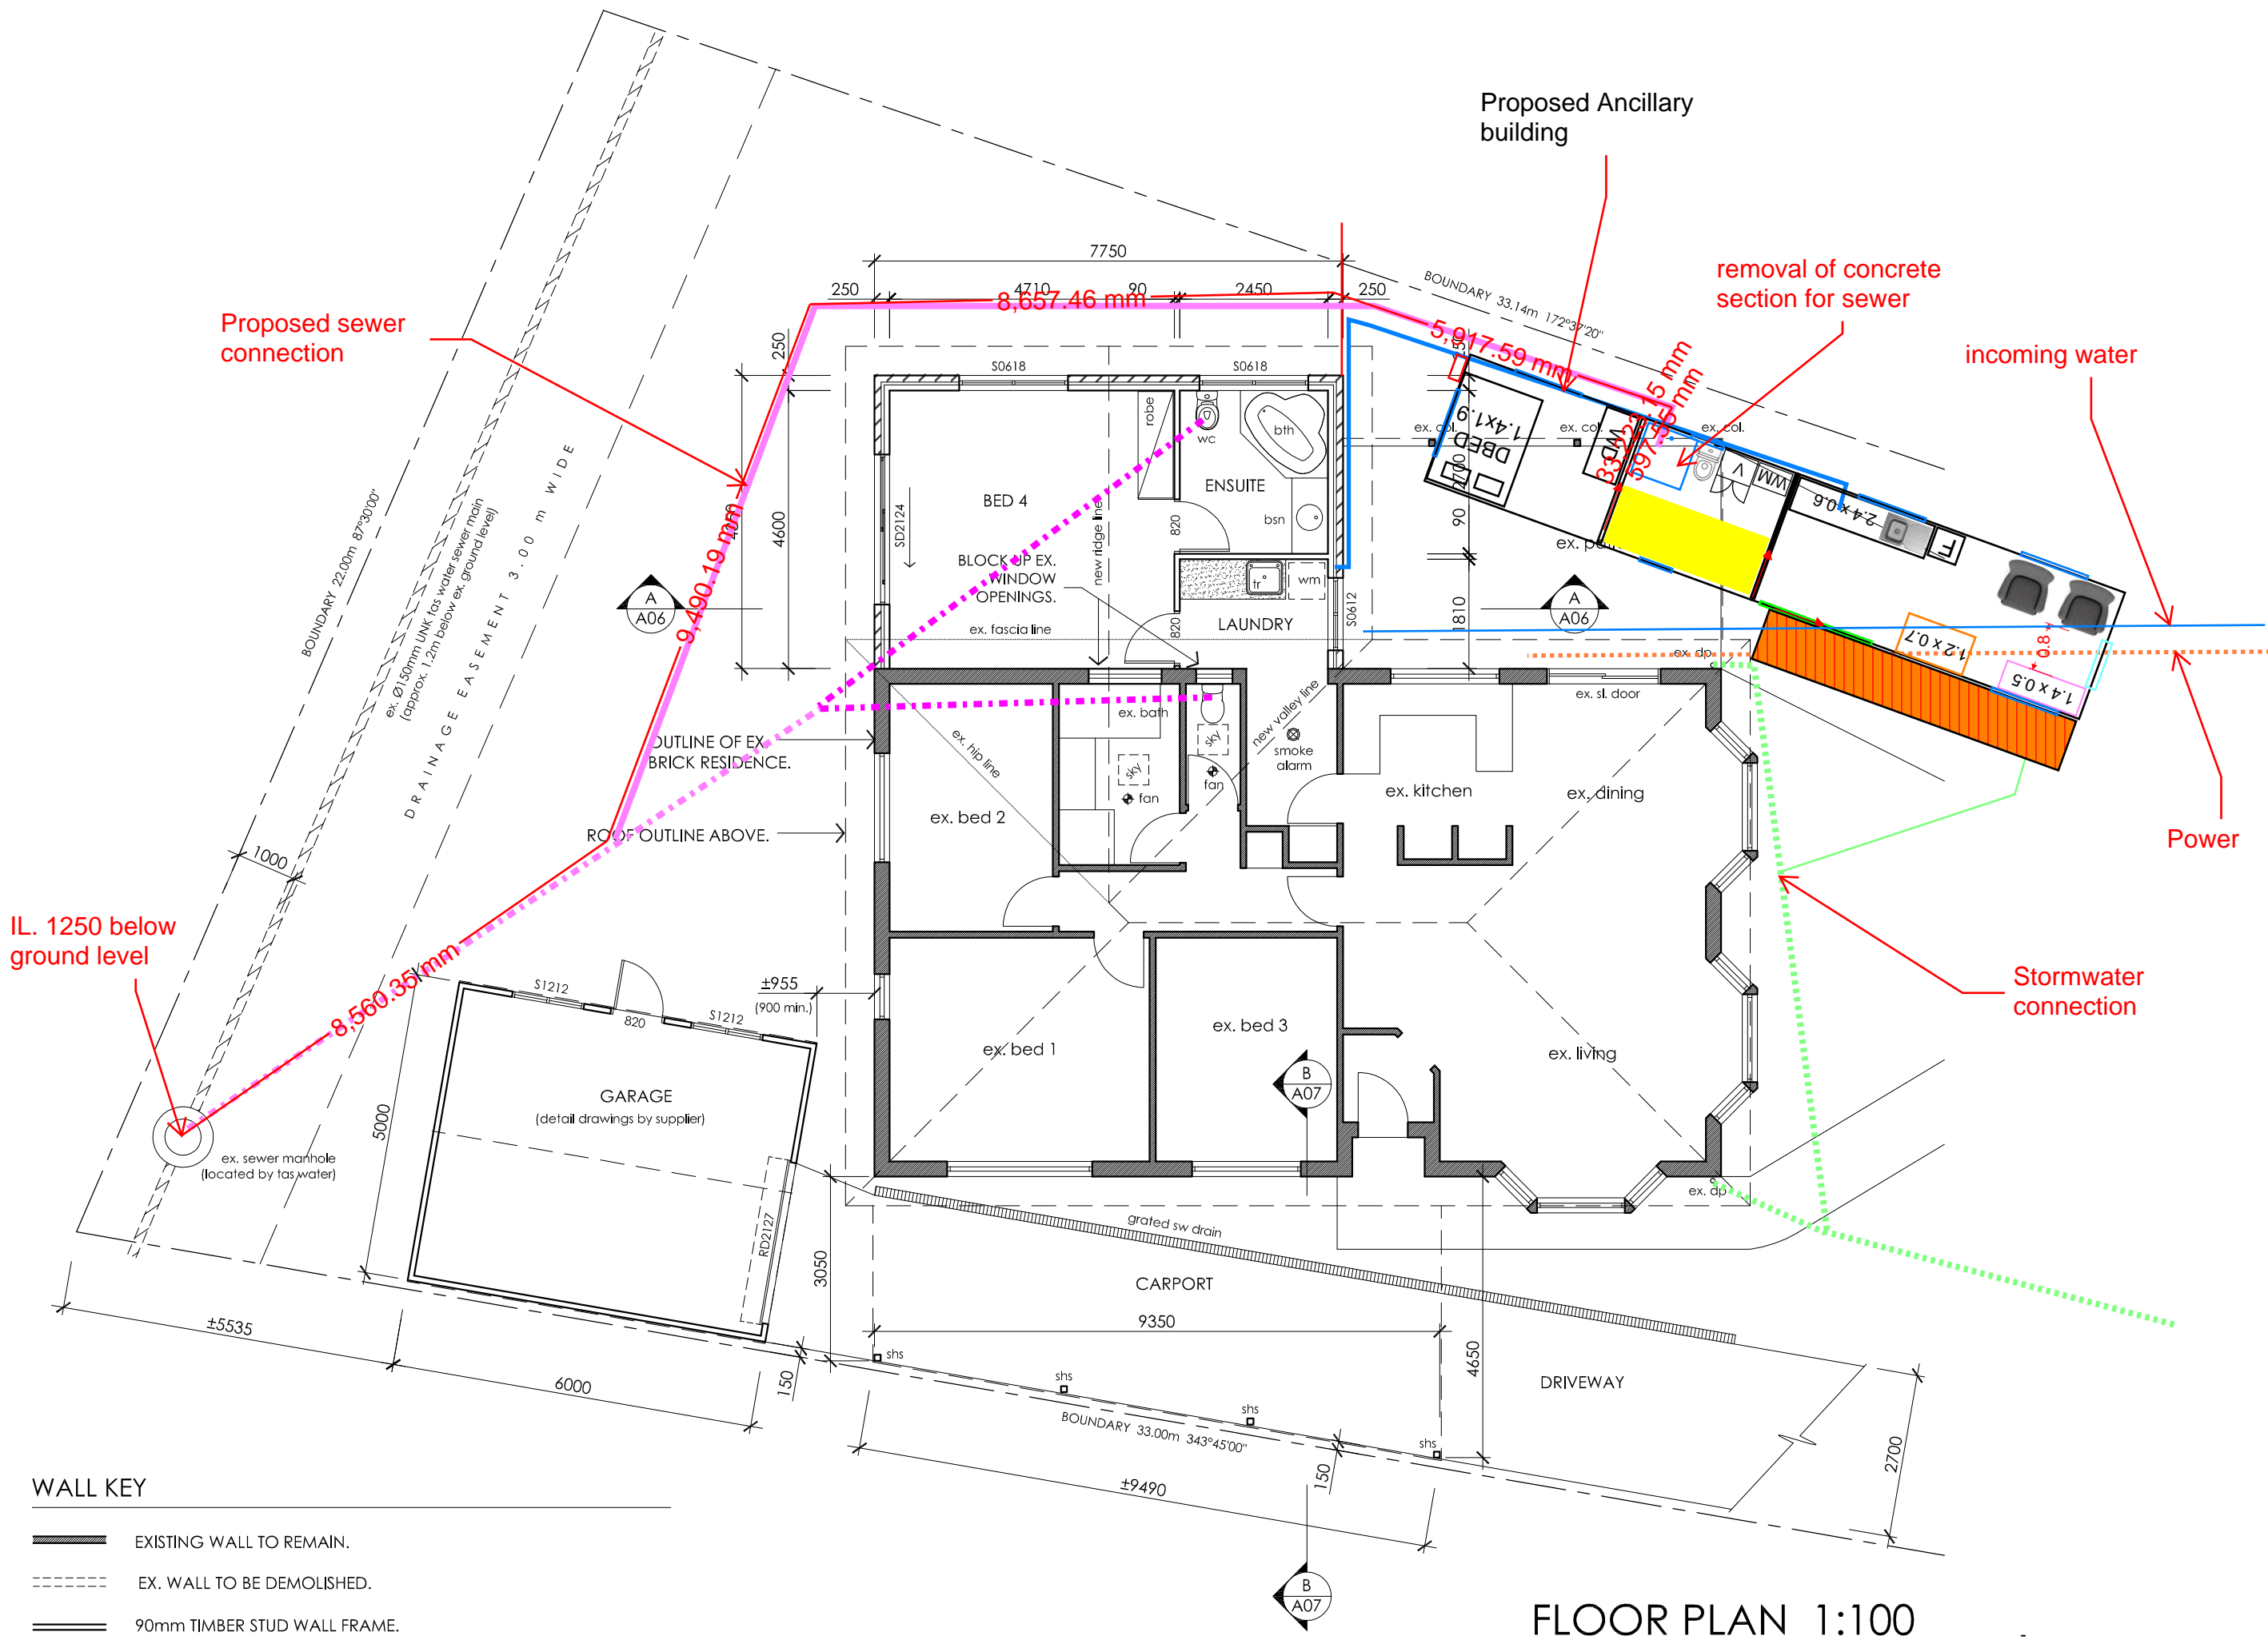 Proposed Ancillary
building
removal of concrete
section for sewer
incoming water
Proposed sewer
connection
7750
250
4710
90
2450
250
8,657.46 mm
BOUNDARY 33.14m 172°37'20"
5,917.59 mm
33,223.15 mm
597.55 mm
250
S0618
S0618
robe
wc
bth
ENSUITE
bsn
BED 4
SD2124
4600
9,490.19 mm
new ridge line
820
BLOCK UP EX.
WINDOW
OPENINGS.
tr
wm
LAUNDRY
S0612
820
ex. fascia line
ex. col.
ex. col.
ex. col.
DBED
1.4x1.9
WD
V
WM
2.4 x 0.6
F
2700
90
1810
A
A06
A
A06
0.8
1.2 x 0.7
1.4 x 0.5
ex. dp
ex. sl. door
Power
BOUNDARY 22.00m 87°30'00"
ex. Ø150mm UNK tas water sewer main
(approx. 1.2m below ex. ground level)
DRAINAGE EASEMENT 3.00 m WIDE
OUTLINE OF EX
BRICK RESIDENCE.
ROOF OUTLINE ABOVE.
ex. hip line
ex. bath
sky
fan
sky
fan
new valley line
smoke
alarm
ex. kitchen
ex. dining
ex. bed 2
1000
IL. 1250 below
ground level
8,560.35 mm
±955
(900 min.)
S1212
820
S1212
GARAGE
(detail drawings by supplier)
5000
RD2127
ex. sewer manhole
(located by tas water)
ex. bed 1
ex. bed 3
ex. living
B
A07
Stormwater
connection
ex. dp
grated sw drain
CARPORT
9350
3050
4650
DRIVEWAY
±5535
6000
150
shs
shs
shs
shs
BOUNDARY 33.00m 343°45'00"
±9490
150
2700
B
A07
WALL KEY
EXISTING WALL TO REMAIN.
EX. WALL TO BE DEMOLISHED.
90mm TIMBER STUD WALL FRAME.
FLOOR PLAN 1:100